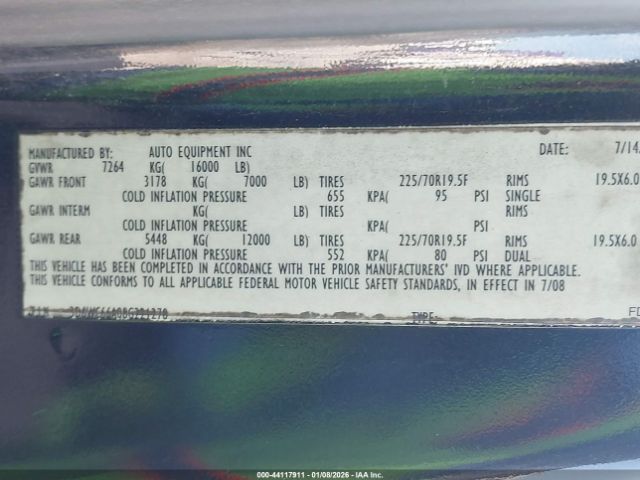 MANUFACTURED BY: AUTO EQUIPMENT INC DATE: 7/14
GVWR 7264 KG( 16000 LB)
GAWR FRONT 3178 KG( 7000 LB) TIRES 225/70R19.5F RIMS 19.5X6.0
COLD INFLATION PRESSURE 655 KPA( 95 PSI SINGLE
GAWR INTERM KG( LB) TIRES RIMS
COLD INFLATION PRESSURE KPA( PSI
GAWR REAR 5448 KG( 12000 LB) TIRES 225/70R19.5F RIMS 19.5X6.0
COLD INFLATION PRESSURE 552 KPA( 80 PSI DUAL
THIS VEHICLE HAS BEEN COMPLETED IN ACCORDANCE WITH THE PRIOR MANUFACTURERS' IVD WHERE APPLICABLE.
THIS VEHICLE CONFORMS TO ALL APPLICABLE FEDERAL MOTOR VEHICLE SAFETY STANDARDS, IN EFFECT IN 7/08
TYPE:
000-44117911 - 01/08/2026 - IAA Inc.